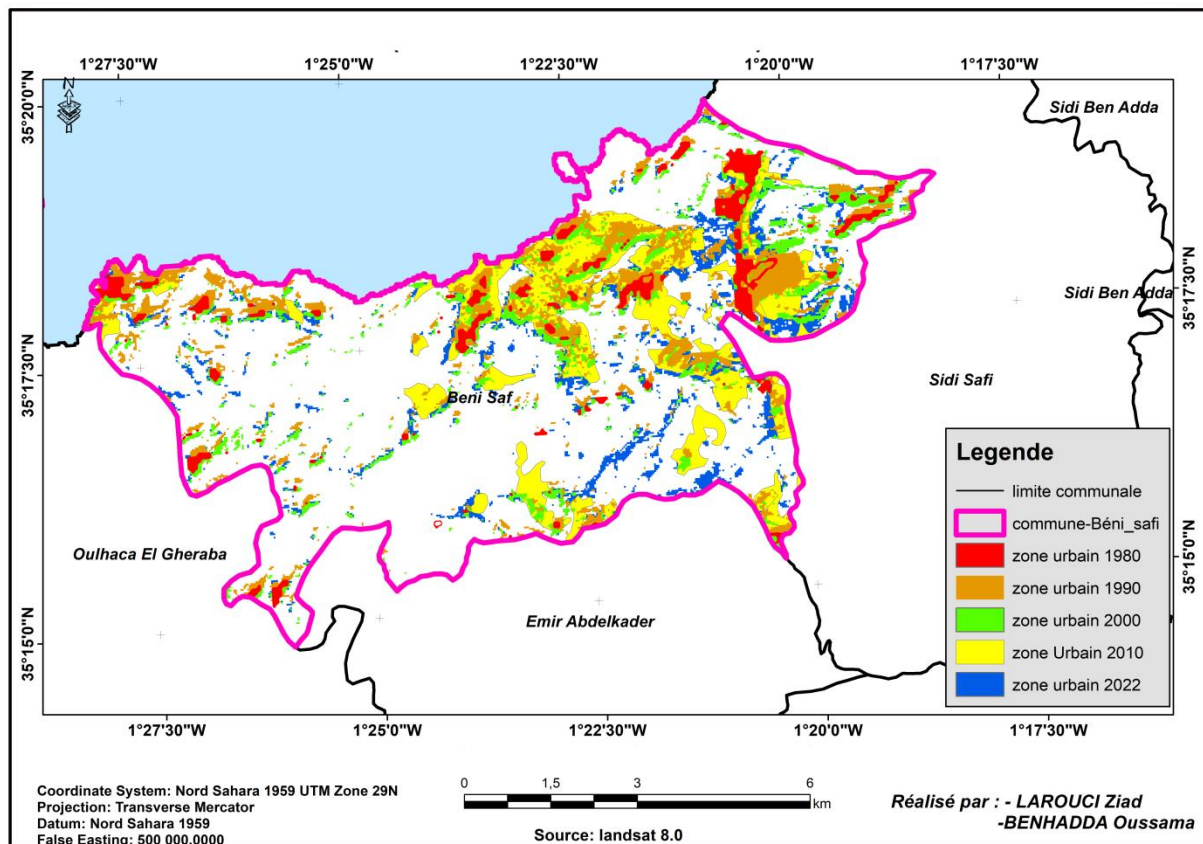 1°27'30"W 1°25'0"W 1°22'30"W 1°20'0"W 1°17'30"W
35°20'0"N
N
Sidi Ben Adda
35°17'30"N
Sidi Ben Adda
35°17'30"N
Sidi Safi
Beni Saf
Legende
limite communale
commune-Béni_safi
zone urbain 1980
zone urbain 1990
zone urbain 2000
zone Urbain 2010
zone urbain 2022
Oulhaca El Gheraba
Emir Abdelkader
35°15'0"N
35°15'0"N
1°27'30"W 1°25'0"W 1°22'30"W 1°20'0"W 1°17'30"W
Coordinate System: Nord Sahara 1959 UTM Zone 29N
Projection: Transverse Mercator
Datum: Nord Sahara 1959
False Easting: 500 000,0000
0 1,5 3 6
km
Source: landsat 8.0
Réalisé par : - LAROUCI Ziad
-BENHADDA Oussama